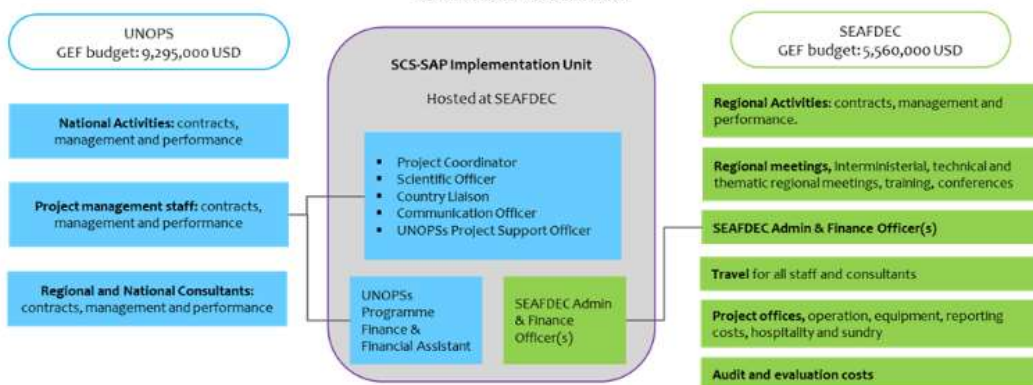 UNOPS
GEF budget: 9,295,000 USD
National Activities: contracts,
management and performance
Project management staff: contracts,
management and performance
Regional and National Consultants:
contracts, management and performance
SCS-SAP Implementation Unit
Hosted at SEAFDEC
▪ Project Coordinator
▪ Scientific Officer
▪ Country Liaison
▪ Communication Officer
▪ UNOPSs Project Support Officer
UNOPSs
Programme
Finance &
Financial Assistant
SEAFDEC Admin
& Finance
Officer(s)
SEAFDEC
GEF budget: 5,560,000 USD
Regional Activities: contracts, management and
performance.
Regional meetings, interministerial, technical and
thematic regional meetings, training, conferences
SEAFDEC Admin & Finance Officer(s)
Travel for all staff and consultants
Project offices, operation, equipment, reporting
costs, hospitality and sundry
Audit and evaluation costs